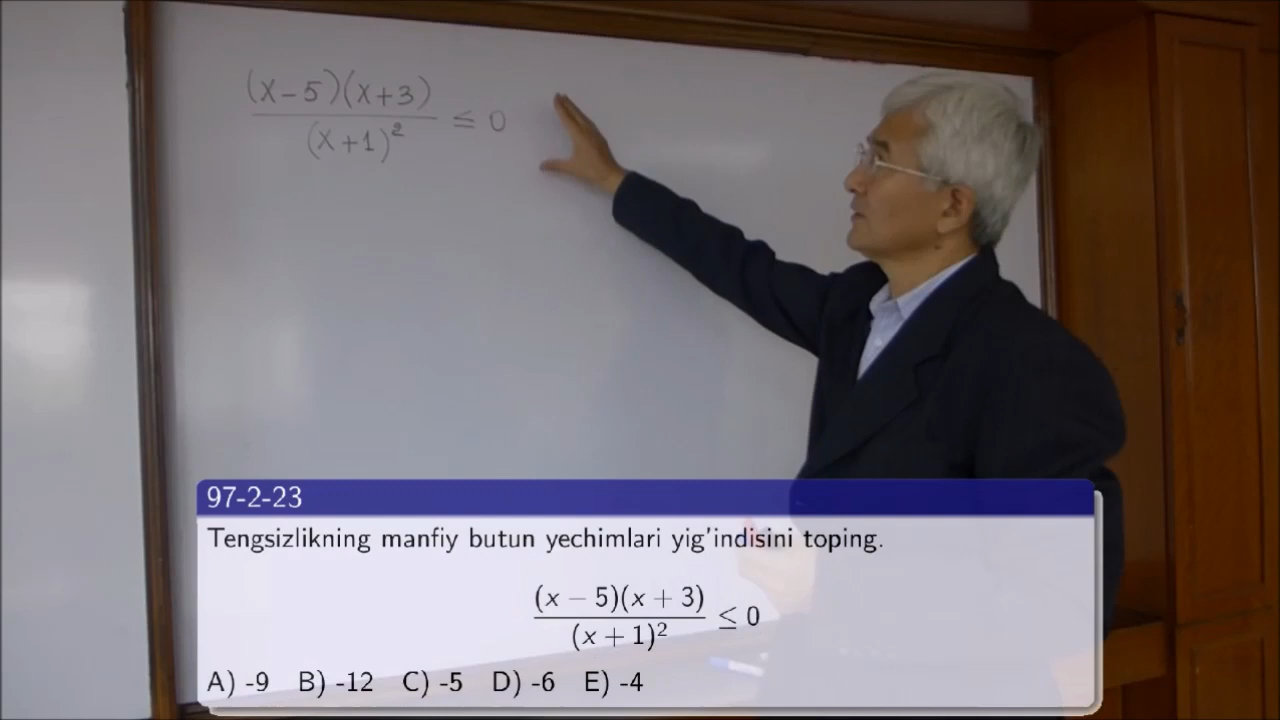 (x-5)(x+3)
/ (x+1)² ≤ 0
97-2-23
Tengsizlikning manfiy butun yechimlari yig'indisini toping.
(x − 5)(x + 3)
/ (x + 1)² ≤ 0
A) -9 B) -12 C) -5 D) -6 E) -4